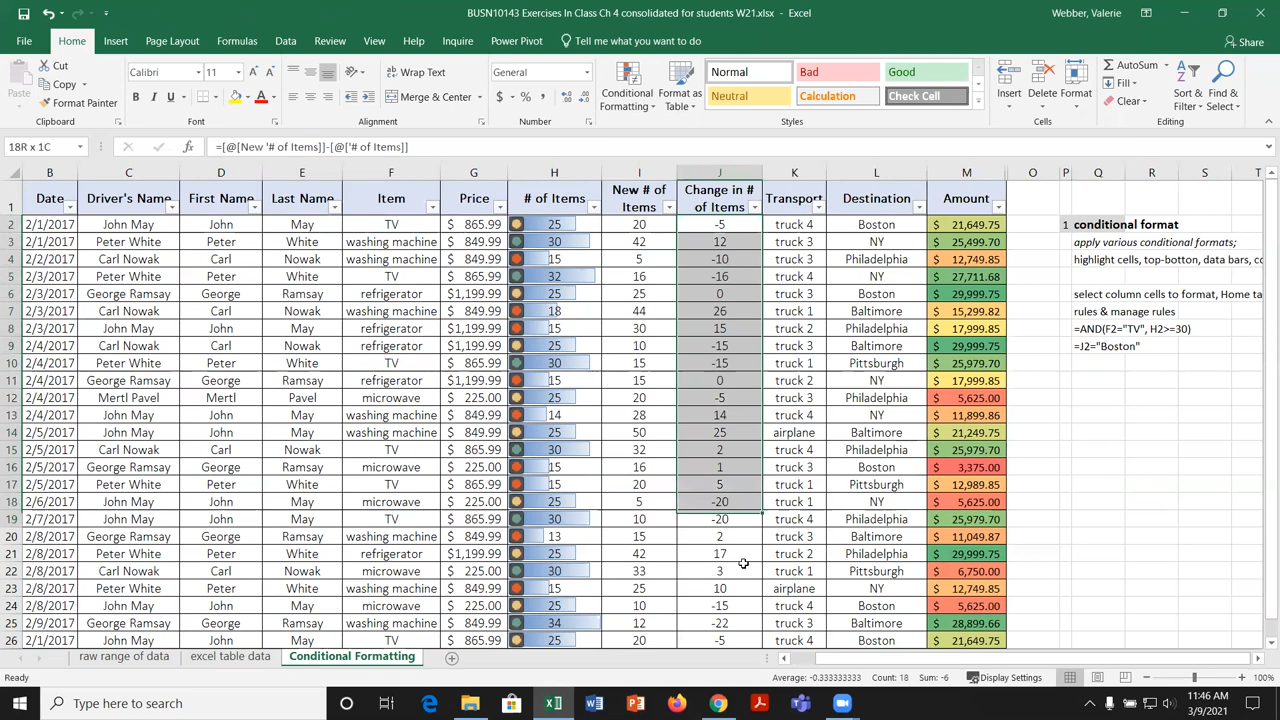 BUSN10143 Exercises In Class Ch 4 consolidated for students W21.xlsx - Excel
Webber, Valerie
File Home Insert Page Layout Formulas Data Review View Help Inquire Power Pivot Tell me what you want to do Share
Paste Cut Copy Format Painter Clipboard
Calibri 11 B I U A Font
Wrap Text Merge & Center Alignment
General $ % , Number
Conditional Formatting Format as Table Normal Bad Good Neutral Calculation Check Cell Styles
Insert Delete Format Cells
AutoSum Fill Clear Sort & Filter Find & Select Editing
18R x 1C fx =[@[New '# of Items]]-[@['# of Items]]
B C D E F G H I J K L M O P Q R S T
1 Date Driver's Name First Name Last Name Item Price # of Items New # of Items Change in # of Items Transport Destination Amount
2 2/1/2017 John May John May TV $ 865.99 25 20 -5 truck 4 Boston $ 21,649.75 1 conditional format
3 2/1/2017 Peter White Peter White washing machine $ 849.99 30 42 12 truck 3 NY $ 25,499.70 apply various conditional formats;
4 2/2/2017 Carl Nowak Carl Nowak washing machine $ 849.99 15 5 -10 truck 3 Philadelphia $ 12,749.85 highlight cells, top-botton, data bars, co
5 2/3/2017 Peter White Peter White TV $ 865.99 32 16 -16 truck 4 NY $ 27,711.68
6 2/3/2017 George Ramsay George Ramsay refrigerator $1,199.99 25 25 0 truck 3 Boston $ 29,999.75 select column cells to format, Home ta
7 2/3/2017 Carl Nowak Carl Nowak washing machine $ 849.99 18 44 26 truck 1 Baltimore $ 15,299.82 rules & manage rules
8 2/3/2017 John May John May refrigerator $1,199.99 15 30 15 truck 2 Philadelphia $ 17,999.85 =AND(F2="TV", H2>=30)
9 2/4/2017 Carl Nowak Carl Nowak refrigerator $1,199.99 25 10 -15 truck 3 Baltimore $ 29,999.75 =J2="Boston"
10 2/4/2017 Peter White Peter White TV $ 865.99 30 15 -15 truck 1 Pittsburgh $ 25,979.70
11 2/4/2017 George Ramsay George Ramsay refrigerator $1,199.99 15 15 0 truck 2 NY $ 17,999.85
12 2/4/2017 Mertl Pavel Mertl Pavel microwave $ 225.00 25 20 -5 truck 3 Philadelphia $ 5,625.00
13 2/4/2017 John May John May washing machine $ 849.99 14 28 14 truck 4 NY $ 11,899.86
14 2/5/2017 John May John May washing machine $ 849.99 25 50 25 airplane Baltimore $ 21,249.75
15 2/5/2017 Carl Nowak Carl Nowak TV $ 865.99 30 32 2 truck 4 Philadelphia $ 25,979.70
16 2/5/2017 George Ramsay George Ramsay microwave $ 225.00 15 16 1 truck 3 Boston $ 3,375.00
17 2/5/2017 Peter White Peter White TV $ 865.99 15 20 5 truck 1 Pittsburgh $ 12,989.85
18 2/6/2017 John May John May microwave $ 225.00 25 5 -20 truck 1 NY $ 5,625.00
19 2/7/2017 John May John May TV $ 865.99 30 10 -20 truck 4 Philadelphia $ 25,979.70
20 2/8/2017 George Ramsay George Ramsay washing machine $ 849.99 13 15 2 truck 3 Baltimore $ 11,049.87
21 2/8/2017 Peter White Peter White refrigerator $1,199.99 25 42 17 truck 2 Philadelphia $ 29,999.75
22 2/8/2017 Carl Nowak Carl Nowak microwave $ 225.00 30 33 3 truck 1 Pittsburgh $ 6,750.00
23 2/8/2017 Peter White Peter White washing machine $ 849.99 15 25 10 airplane NY $ 12,749.85
24 2/8/2017 John May John May microwave $ 225.00 25 10 -15 truck 4 Boston $ 5,625.00
25 2/9/2017 George Ramsay George Ramsay washing machine $ 849.99 34 12 -22 truck 3 Baltimore $ 28,899.66
26 2/1/2017 John May John May TV $ 865.99 25 20 -5 truck 4 Boston $ 21,649.75
raw range of data excel table data Conditional Formatting
Average: -0.333333333 Count: 18 Sum: -6 Display Settings 100%
Type here to search
11:46 AM
3/9/2021